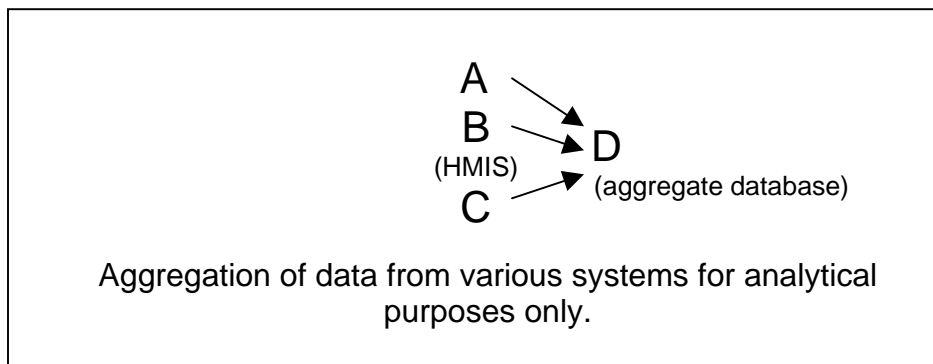 A
B
D
(HMIS)
(aggregate database)
C
Aggregation of data from various systems for analytical
purposes only.